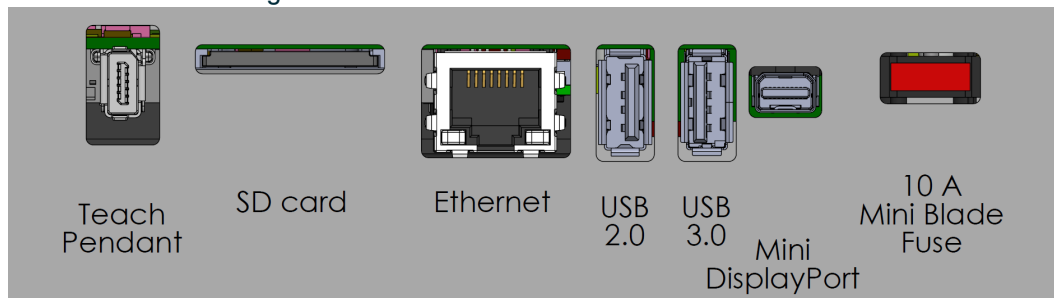 Teach
Pendant
SD card
Ethernet
USB
2.0
USB
3.0
Mini
DisplayPort
10 A
Mini Blade
Fuse